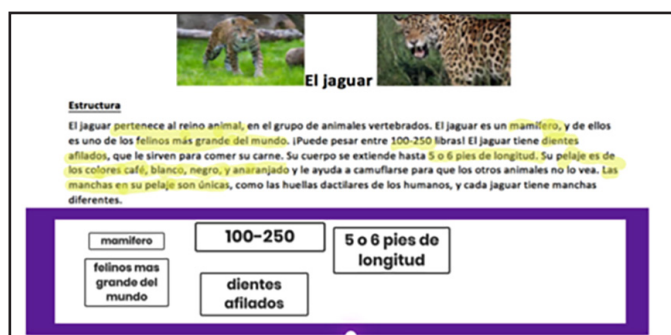 El jaguar
Estructura
El jaguar pertenece al reino animal, en el grupo de animales vertebrados. El jaguar es un mamífero, y de ellos
es uno de los felinos más grande del mundo. ¡Puede pesar entre 100-250 libras! El jaguar tiene dientes
afilados, que le sirven para comer su carne. Su cuerpo se extiende hasta 5 o 6 pies de longitud. Su pelaje es de
los colores café, blanco, negro, y anaranjado y le ayuda a camuflarse para que los otros animales no lo vea. Las
manchas en su pelaje son únicas, como las huellas dactilares de los humanos, y cada jaguar tiene manchas
diferentes.
mamifero
100-250
5 o 6 pies de
longitud
felinos mas
grande del
mundo
dientes
afilados